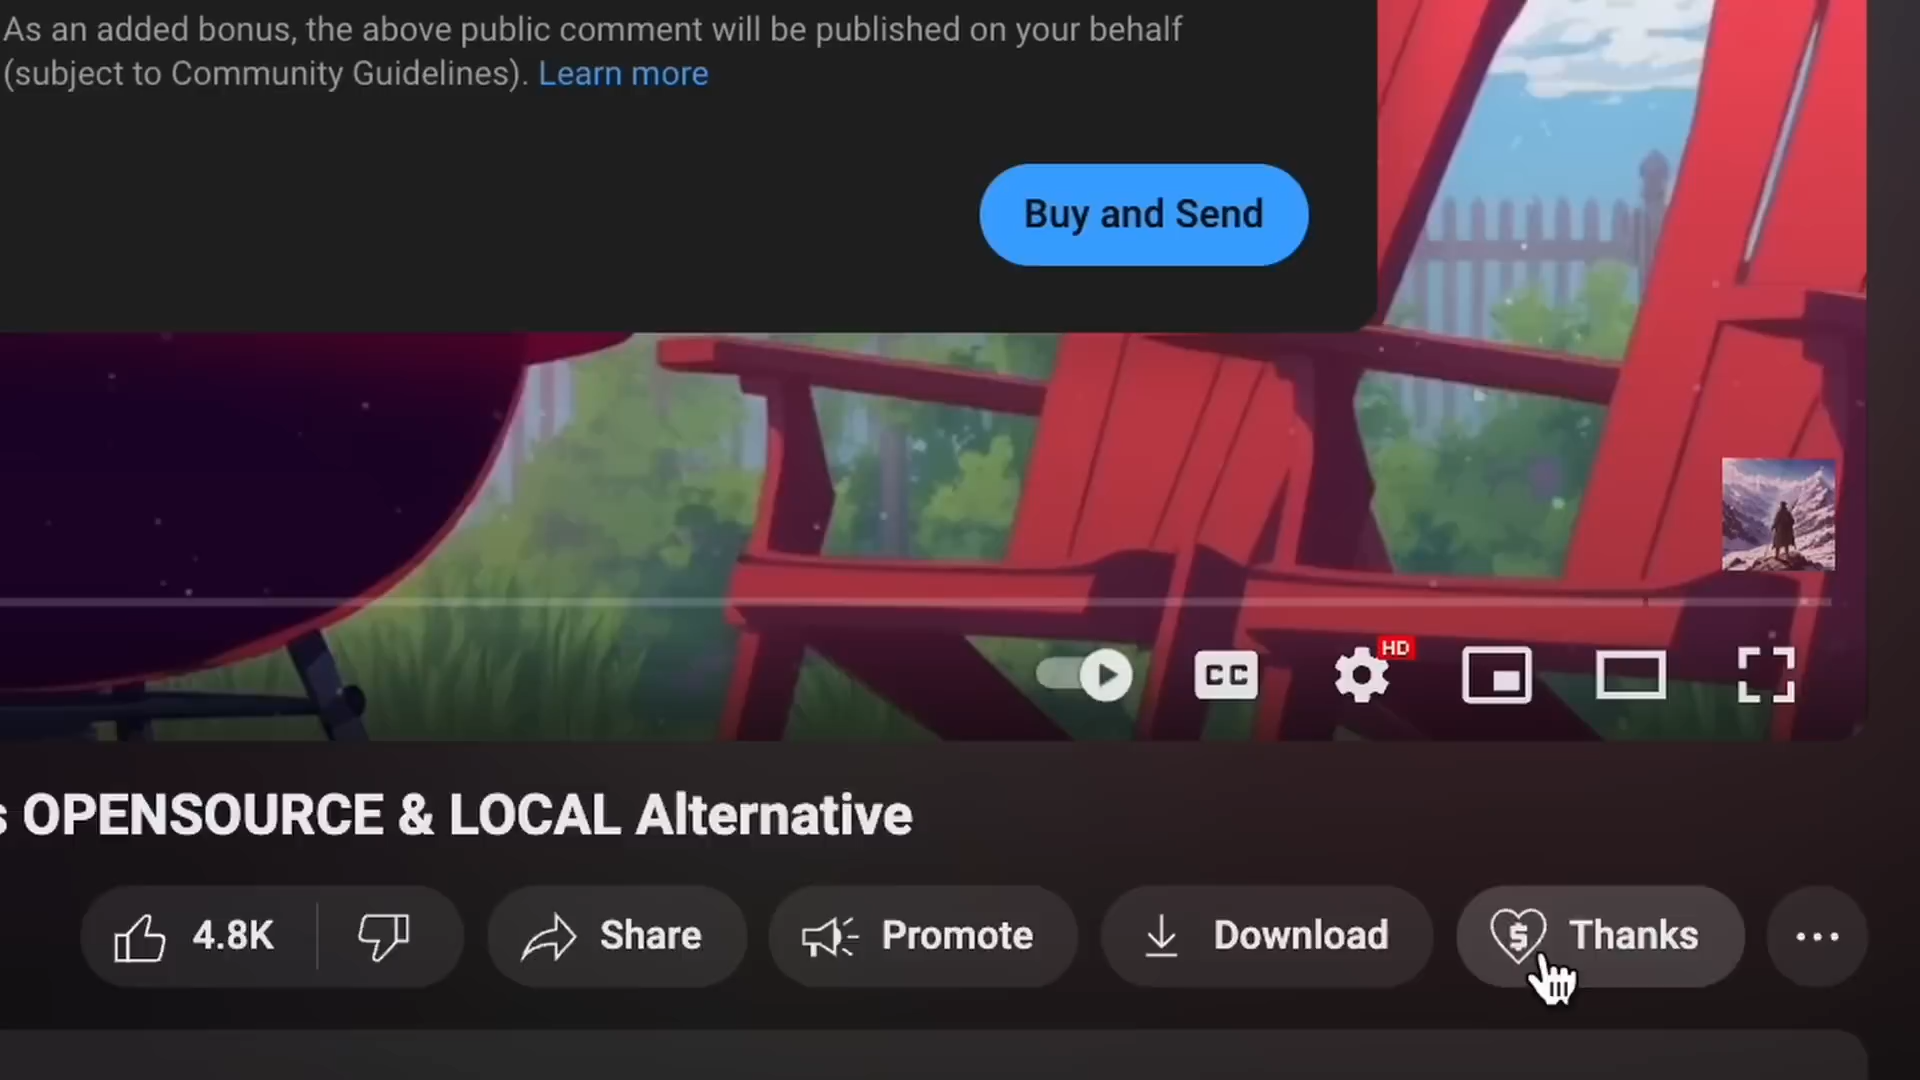 As an added bonus, the above public comment will be published on your behalf
(subject to Community Guidelines). Learn more
Buy and Send
HD
CC
s OPENSOURCE & LOCAL Alternative
4.8K
Share
Promote
Download
Thanks